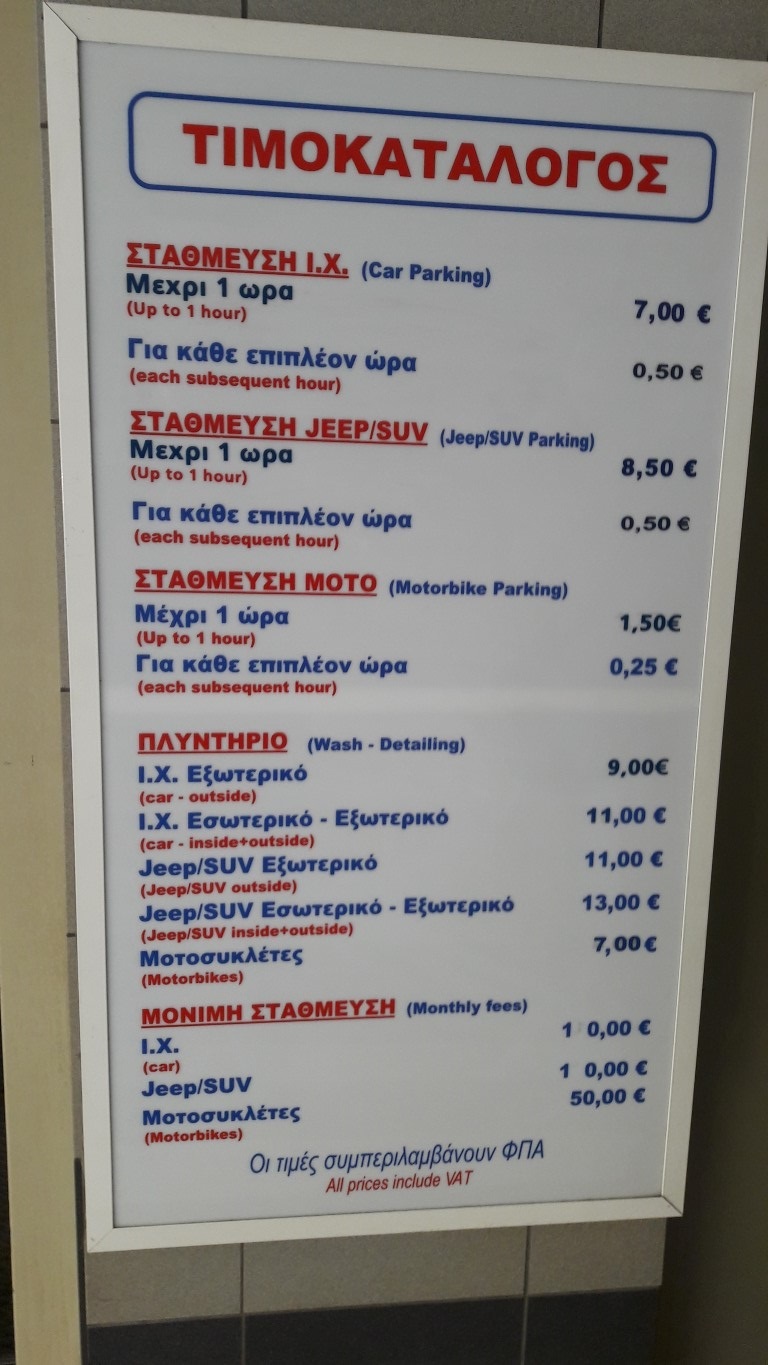 ΤΙΜΟΚΑΤΑΛΟΓΟΣ
ΣΤΑΘΜΕΥΣΗ Ι.Χ. (Car Parking)
Μεχρι 1 ωρα 7,00 €
(Up to 1 hour)
Για κάθε επιπλέον ώρα 0,50 €
(each subsequent hour)
ΣΤΑΘΜΕΥΣΗ JEEP/SUV (Jeep/SUV Parking)
Μεχρι 1 ωρα 8,50 €
(Up to 1 hour)
Για κάθε επιπλέον ώρα 0,50 €
(each subsequent hour)
ΣΤΑΘΜΕΥΣΗ ΜΟΤΟ (Motorbike Parking)
Μέχρι 1 ώρα 1,50€
(Up to 1 hour)
Για κάθε επιπλέον ώρα 0,25 €
(each subsequent hour)
ΠΛΥΝΤΗΡΙΟ (Wash - Detailing)
Ι.Χ. Εξωτερικό 9,00€
(car - outside)
Ι.Χ. Εσωτερικό - Εξωτερικό 11,00 €
(car - inside+outside)
Jeep/SUV Εξωτερικό 11,00 €
(Jeep/SUV outside)
Jeep/SUV Εσωτερικό - Εξωτερικό 13,00 €
(Jeep/SUV inside+outside)
Μοτοσυκλέτες 7,00€
(Motorbikes)
ΜΟΝΙΜΗ ΣΤΑΘΜΕΥΣΗ (Monthly fees)
Ι.Χ. 1 0,00 €
(car)
Jeep/SUV 1 0,00 €
Μοτοσυκλέτες 50,00 €
(Motorbikes)
Οι τιμές συμπεριλαμβάνουν ΦΠΑ
All prices include VAT